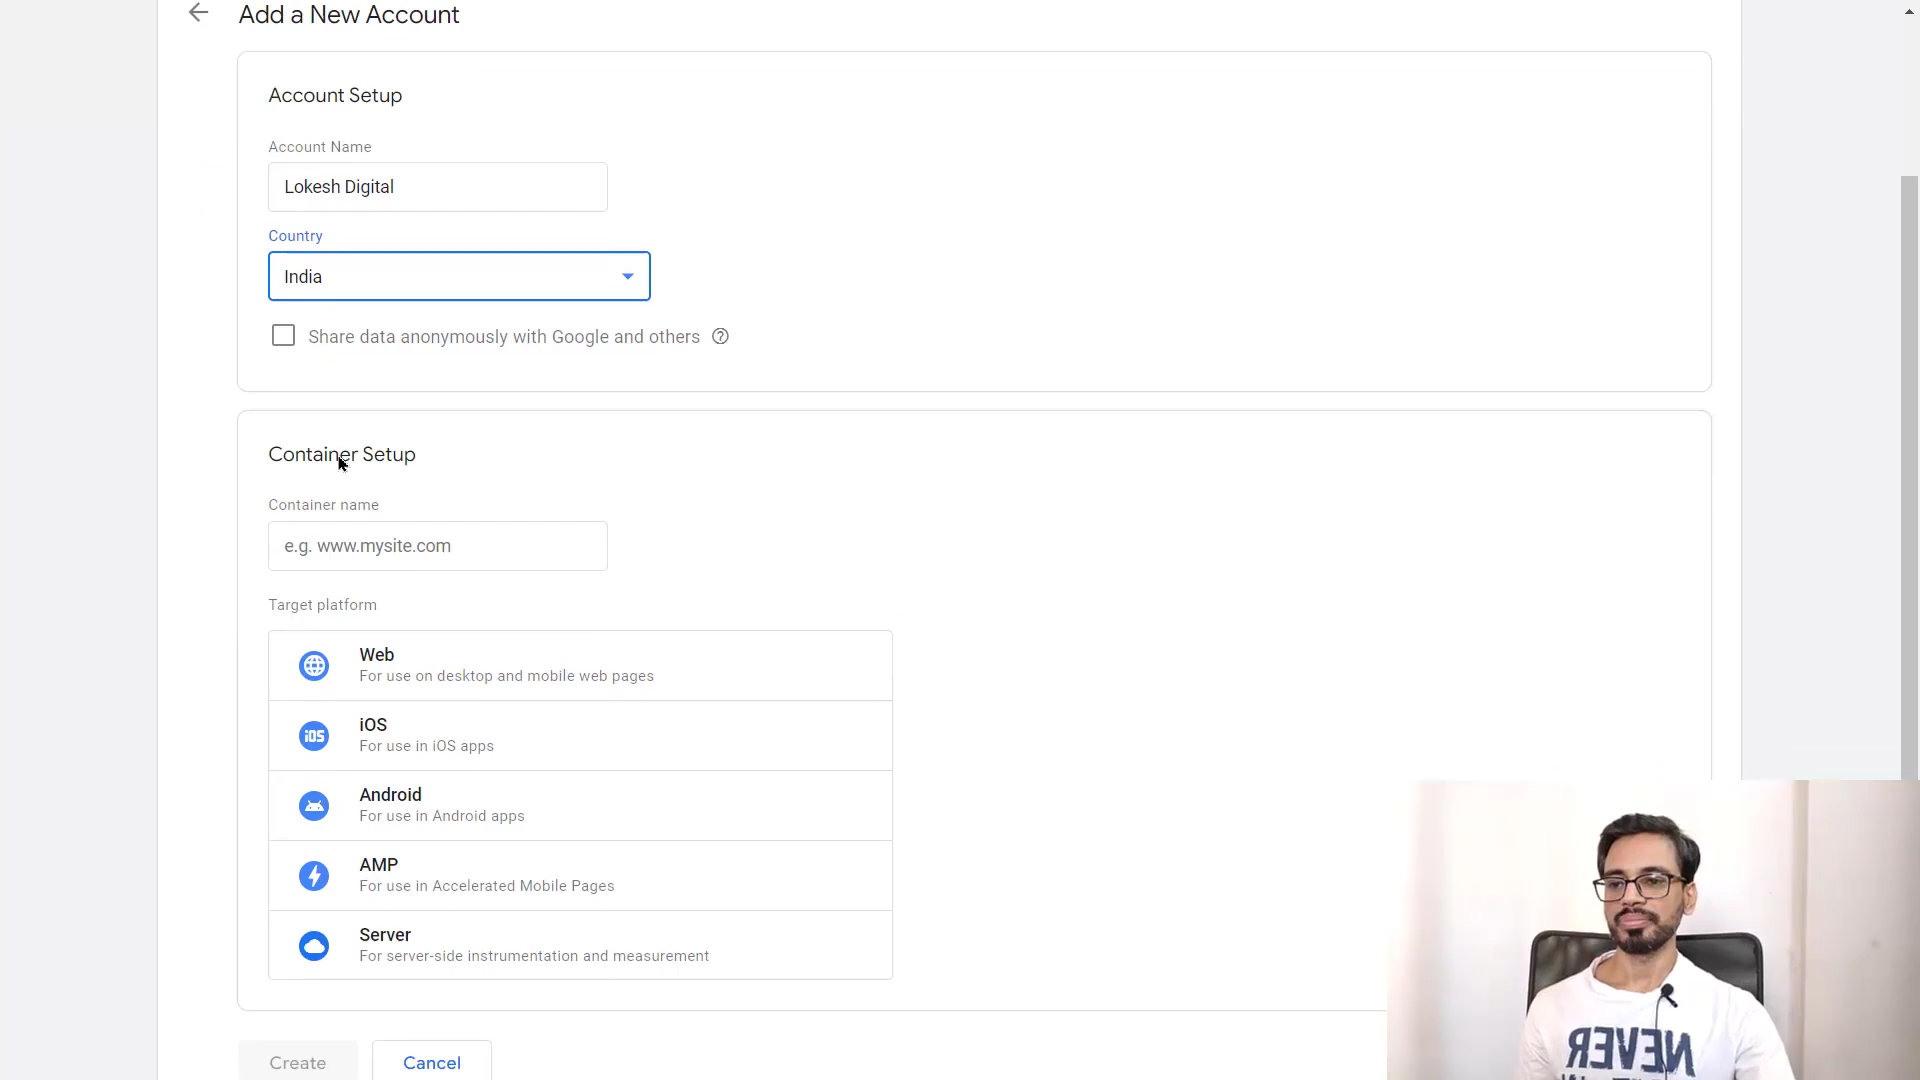 Add a New Account
Account Setup
Account Name
Lokesh Digital
Country
India
Share data anonymously with Google and others
Container Setup
Container name
e.g. www.mysite.com
Target platform
Web
For use on desktop and mobile web pages
iOS
iOS
For use in iOS apps
Android
For use in Android apps
AMP
For use in Accelerated Mobile Pages
Server
For server-side instrumentation and measurement
Create
Cancel
NEVER